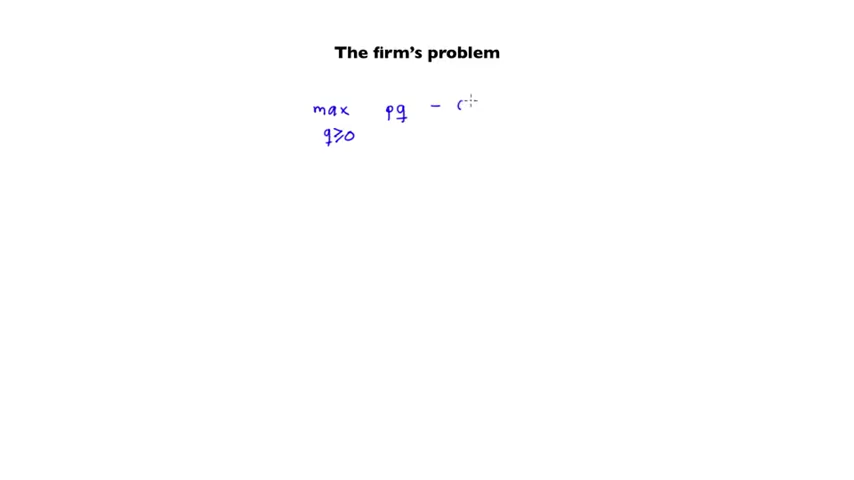 The firm's problem
max pq - c
q≥0